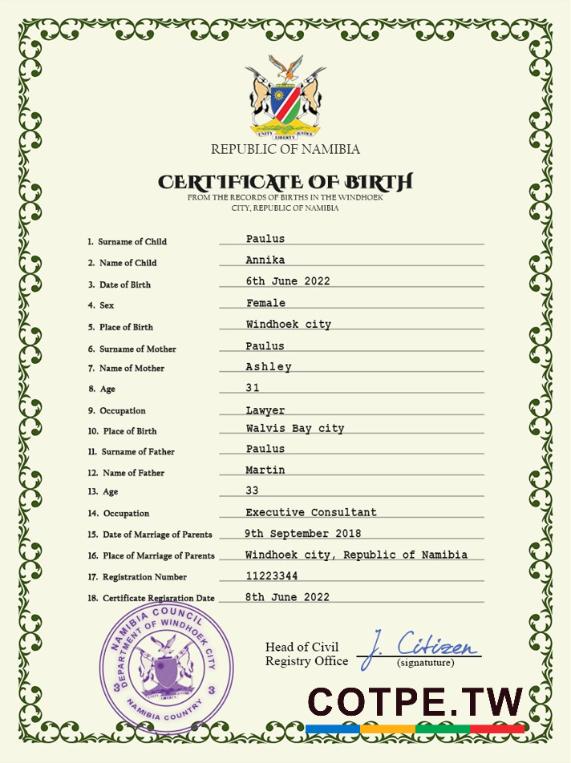 UNITY LIBERTY JUSTICE
REPUBLIC OF NAMIBIA
CERTIFICATE OF BIRTH
FROM THE RECORDS OF BIRTHS IN THE WINDHOEK
CITY, REPUBLIC OF NAMIBIA
1. Surname of Child Paulus
2. Name of Child Annika
3. Date of Birth 6th June 2022
4. Sex Female
5. Place of Birth Windhoek city
6. Surname of Mother Paulus
7. Name of Mother Ashley
8. Age 31
9. Occupation Lawyer
10. Place of Birth Walvis Bay city
11. Surname of Father Paulus
12. Name of Father Martin
13. Age 33
14. Occupation Executive Consultant
15. Date of Marriage of Parents 9th September 2018
16. Place of Marriage of Parents Windhoek city, Republic of Namibia
17. Registration Number 11223344
18. Certificate Regisration Date 8th June 2022
NAMIBIA COUNCIL
DEPARTMENT OF WINDHOEK CITY
3 3
NAMIBIA COUNTRY
Head of Civil
Registry Office J. Citizen
(signatuture)
COTPE.TW